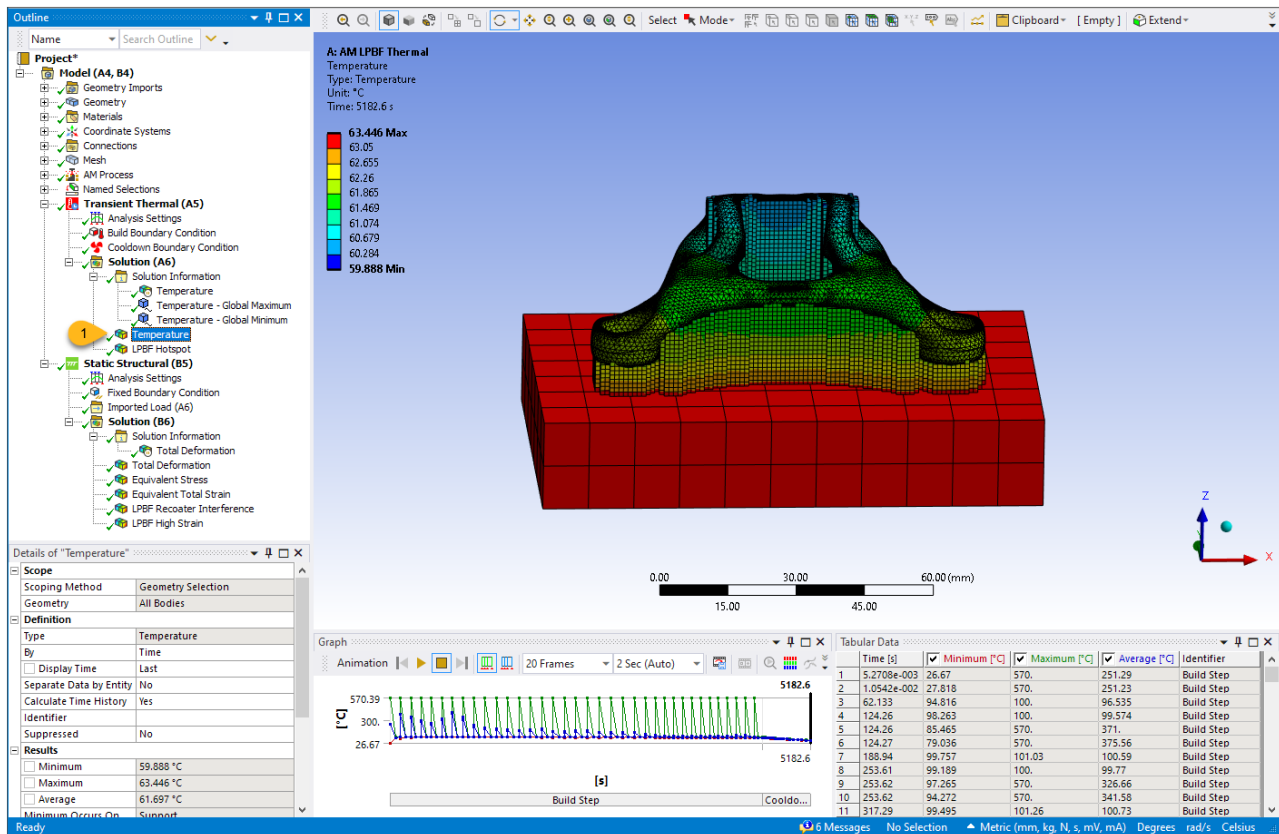 Outline
Name
Search Outline
Project*
Model (A4, B4)
Geometry Imports
Geometry
Materials
Coordinate Systems
Connections
Mesh
AM Process
Named Selections
Transient Thermal (A5)
Analysis Settings
Build Boundary Condition
Cooldown Boundary Condition
Solution (A6)
Solution Information
Temperature
Temperature - Global Maximum
Temperature - Global Minimum
1
Temperature
LPBF Hotspot
Static Structural (B5)
Analysis Settings
Fixed Boundary Condition
Imported Load (A6)
Solution (B6)
Solution Information
Total Deformation
Total Deformation
Equivalent Stress
Equivalent Total Strain
LPBF Recoater Interference
LPBF High Strain
Details of "Temperature"
Scope
Scoping Method Geometry Selection
Geometry All Bodies
Definition
Type Temperature
By Time
Display Time Last
Separate Data by Entity No
Calculate Time History Yes
Identifier
Suppressed No
Results
Minimum 59.888 °C
Maximum 63.446 °C
Average 61.697 °C
Minimum Occurs On Support
Select Mode Clipboard [ Empty ] Extend
A: AM LPBF Thermal
Temperature
Type: Temperature
Unit: °C
Time: 5182.6 s
63.446 Max
63.05
62.655
62.26
61.865
61.469
61.074
60.679
60.284
59.888 Min
Z
X
0.00 30.00 60.00 (mm)
15.00 45.00
Graph
Animation 20 Frames 2 Sec (Auto)
5182.6
570.39
300.
26.67
[°C]
5182.6
[s]
Build Step Cooldo...
Tabular Data
Time [s] Minimum [°C] Maximum [°C] Average [°C] Identifier
1 5.2708e-003 26.67 570. 251.29 Build Step
2 1.0542e-002 27.818 570. 251.23 Build Step
3 62.133 94.816 100. 96.535 Build Step
4 124.26 98.263 100. 99.574 Build Step
5 124.26 85.465 570. 371. Build Step
6 124.27 79.036 570. 375.56 Build Step
7 188.94 99.757 101.03 100.59 Build Step
8 253.61 99.189 100. 99.77 Build Step
9 253.62 97.265 570. 326.66 Build Step
10 253.62 94.272 570. 341.58 Build Step
11 317.29 99.495 101.26 100.73 Build Step
Ready
6 Messages No Selection Metric (mm, kg, N, s, mV, mA) Degrees rad/s Celsius